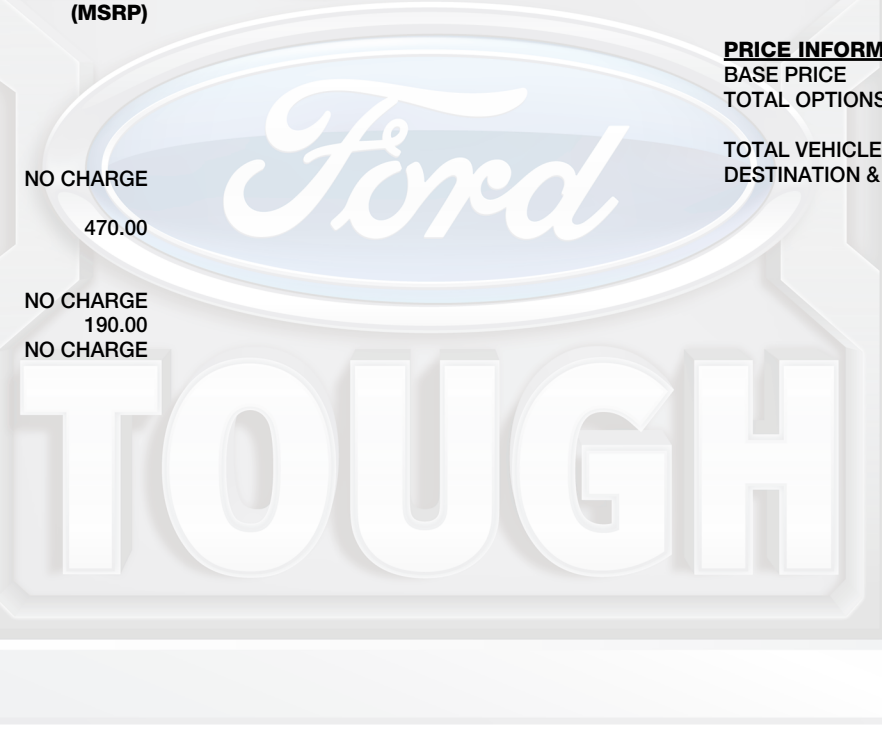 (MSRP)
NO CHARGE
470.00
NO CHARGE
190.00
NO CHARGE
PRICE INFORM
BASE PRICE
TOTAL OPTIONS
TOTAL VEHICLE
DESTINATION &
Ford
TOUGH